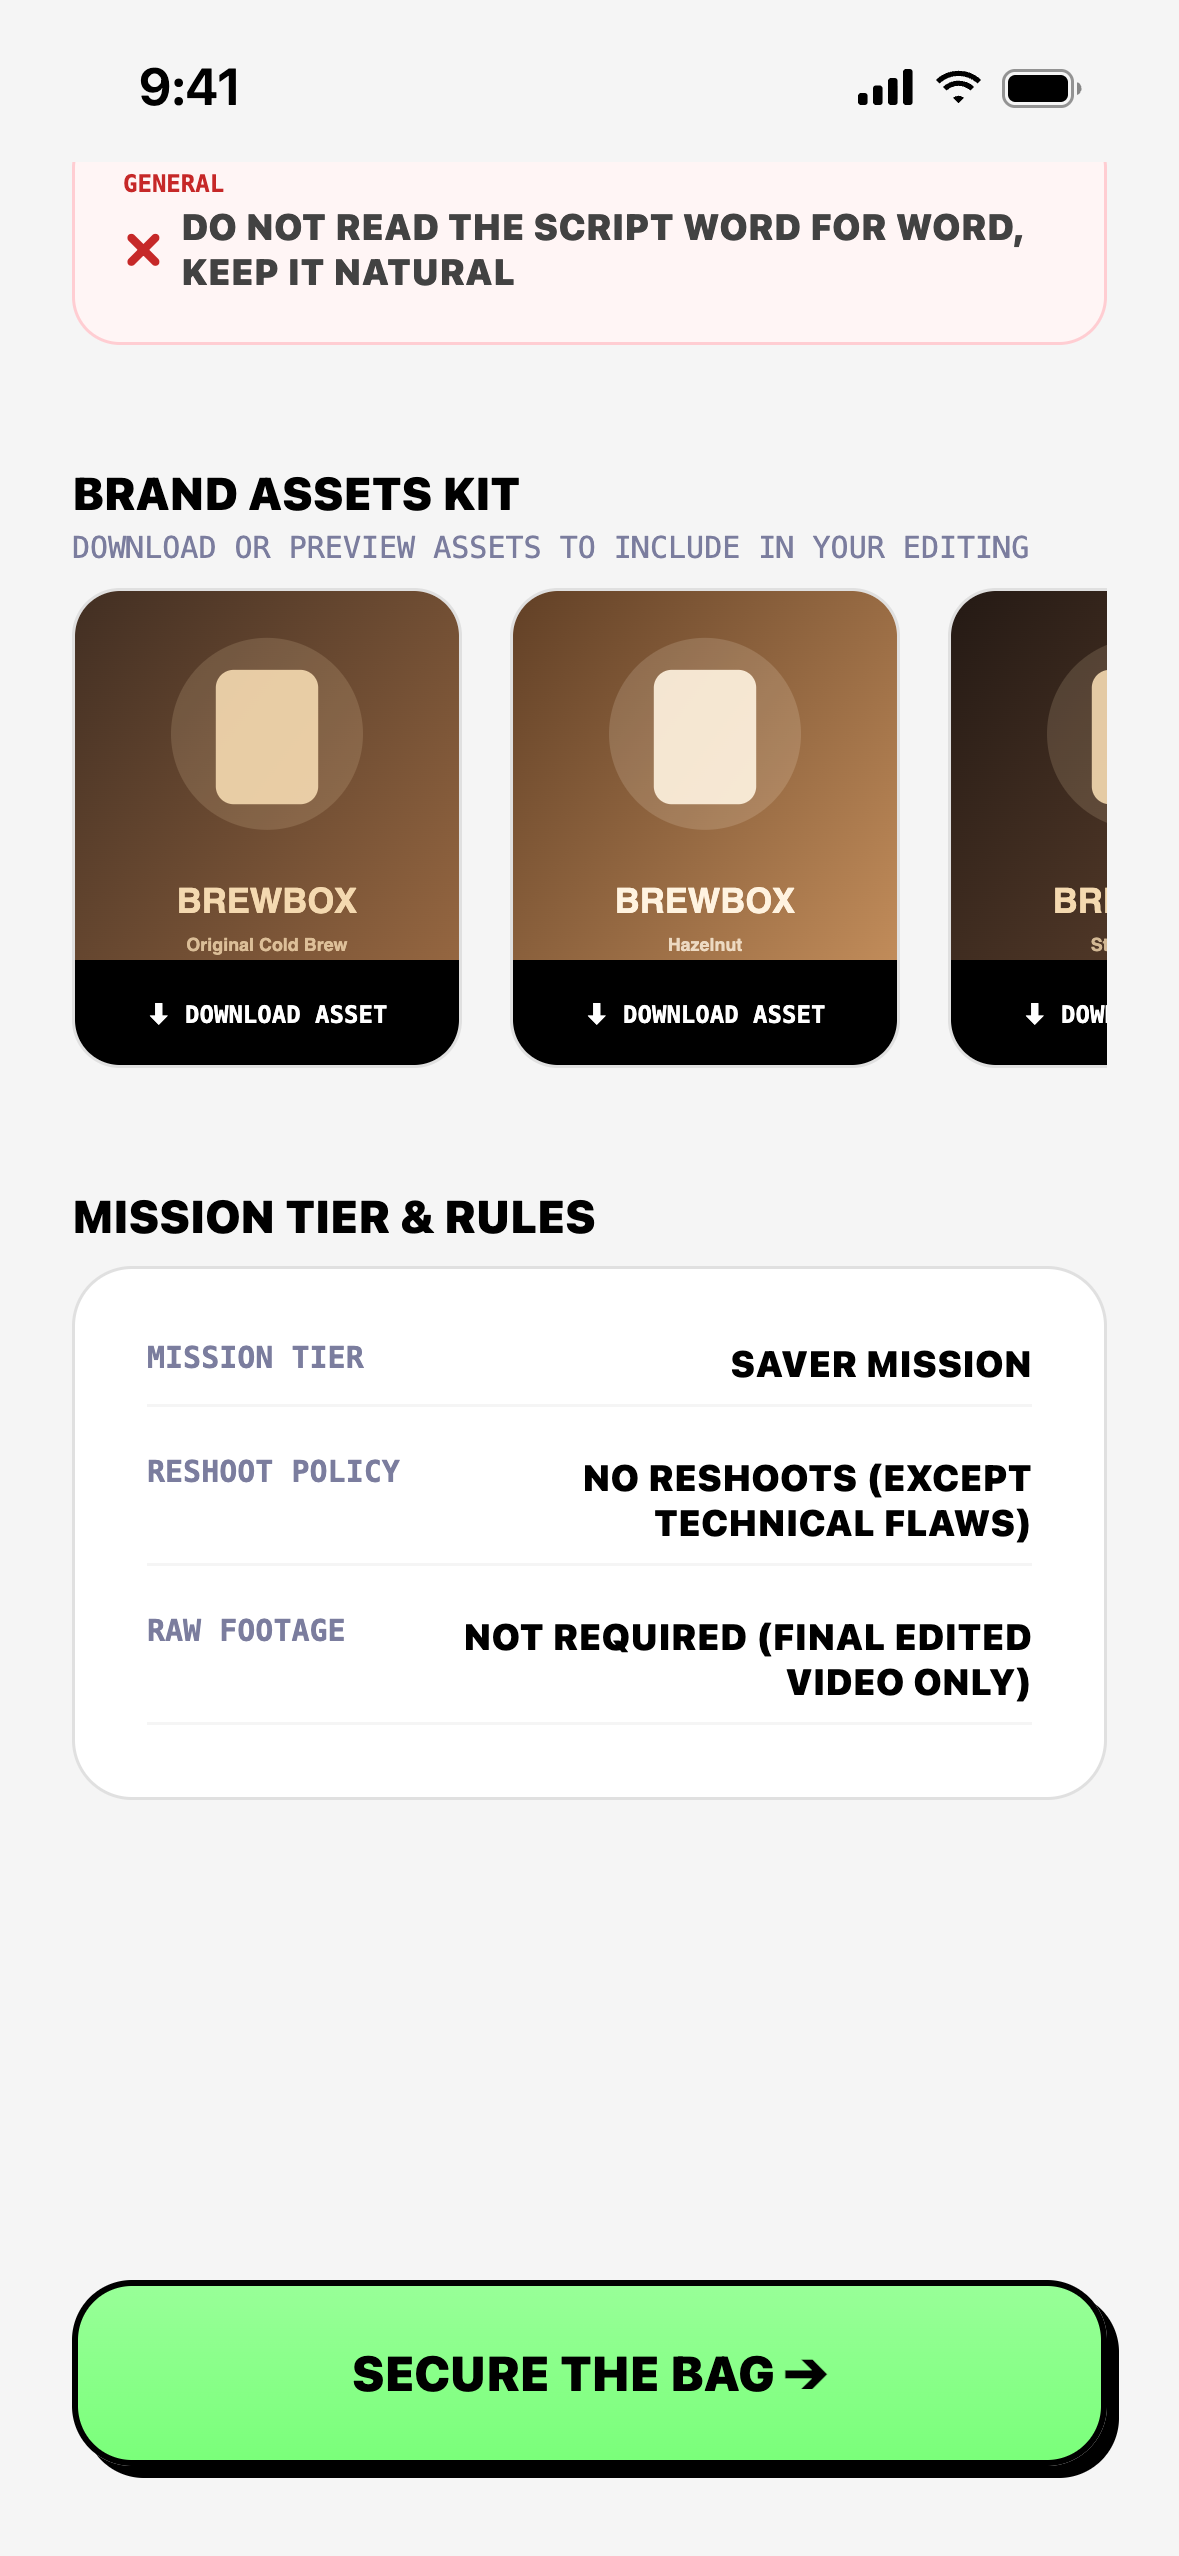 9:41
GENERAL
DO NOT READ THE SCRIPT WORD FOR WORD,
KEEP IT NATURAL
BRAND ASSETS KIT
DOWNLOAD OR PREVIEW ASSETS TO INCLUDE IN YOUR EDITING
BREWBOX
Original Cold Brew
DOWNLOAD ASSET
BREWBOX
Hazelnut
DOWNLOAD ASSET
MISSION TIER & RULES
MISSION TIER
SAVER MISSION
RESHOOT POLICY
NO RESHOOTS (EXCEPT
TECHNICAL FLAWS)
RAW FOOTAGE
NOT REQUIRED (FINAL EDITED
VIDEO ONLY)
SECURE THE BAG →